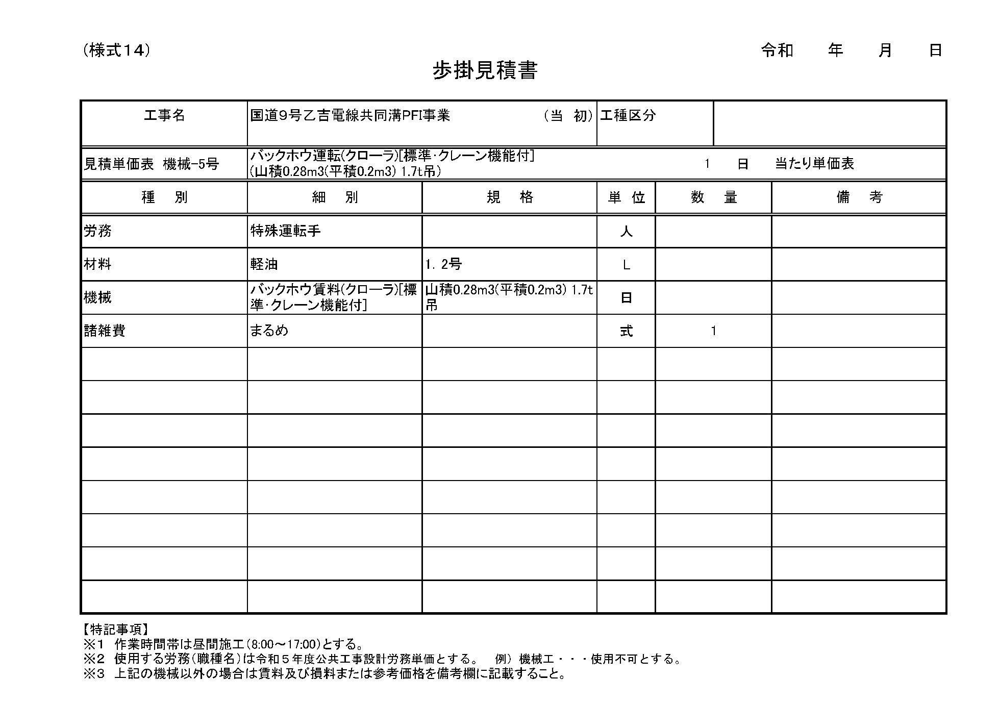 (様式14)
令和　　年　　月　　日
歩掛見積書
工事名　国道9号乙吉電線共同溝PFI事業　（当　初）　工種区分
見積単価表　機械-5号　バックホウ運転(クローラ)[標準・クレーン機能付]
(山積0.28m3(平積0.2m3) 1.7t吊)　1　日　当たり単価表
種　別　細　別　規　格　単　位　数　量　備　考
労務　特殊運転手　人
材料　軽油　1．2号　L
機械　バックホウ賃料(クローラ)[標　山積0.28m3(平積0.2m3) 1.7t　日
準・クレーン機能付]　吊
諸雑費　まるめ　式　1
【特記事項】
※1　作業時間帯は昼間施工（8:00～17:00）とする。
※2　使用する労務（職種名）は令和５年度公共工事設計労務単価とする。　例）機械工・・・使用不可とする。
※3　上記の機械以外の場合は賃料及び損料または参考価格を備考欄に記載すること。